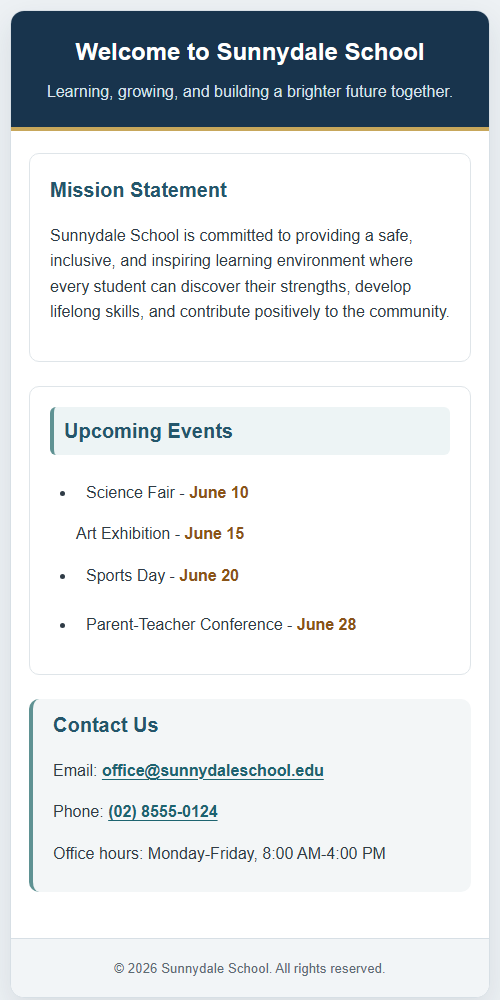 Welcome to Sunnydale School
Learning, growing, and building a brighter future together.
Mission Statement
Sunnydale School is committed to providing a safe,
inclusive, and inspiring learning environment where
every student can discover their strengths, develop
lifelong skills, and contribute positively to the community.
Upcoming Events
• Science Fair - June 10
Art Exhibition - June 15
• Sports Day - June 20
• Parent-Teacher Conference - June 28
Contact Us
Email: office@sunnydaleschool.edu
Phone: (02) 8555-0124
Office hours: Monday-Friday, 8:00 AM-4:00 PM
© 2026 Sunnydale School. All rights reserved.